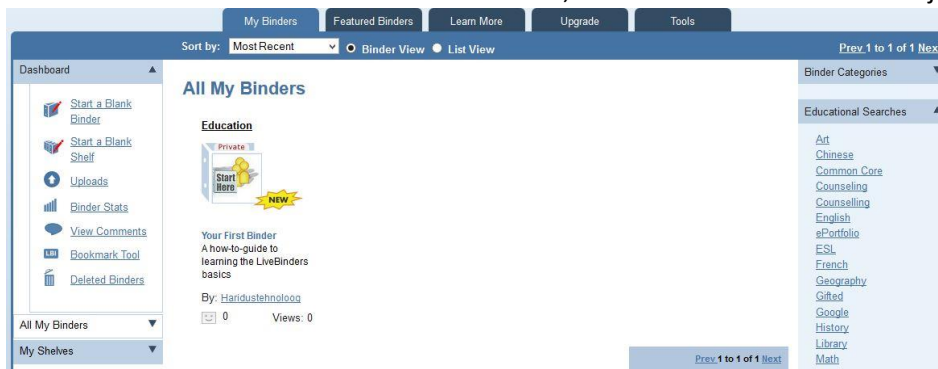 My Binders
Featured Binders
Learn More
Upgrade
Tools
Sort by: Most Recent Binder View List View
Prev 1 to 1 of 1 Nex
Dashboard
Start a Blank
Binder
Start a Blank
Shelf
Uploads
Binder Stats
View Comments
LBI Bookmark Tool
Deleted Binders
All My Binders
My Shelves
All My Binders
Education
Private
Start
Here
NEW
Your First Binder
A how-to-guide to
learning the LiveBinders
basics
By: Haridustehnoloog
0 Views: 0
Prev 1 to 1 of 1 Next
Binder Categories
Educational Searches
Art
Chinese
Common Core
Counseling
Counselling
English
ePortfolio
ESL
French
Geography
Gifted
Google
History
Library
Math